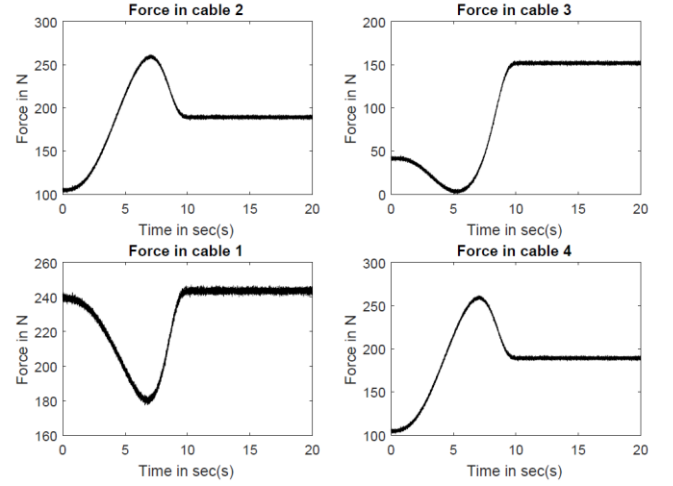 Force in cable 2
300
250
200
150
100
Force in N
0 5 10 15 20
Time in sec(s)
Force in cable 3
200
150
100
50
0
Force in N
0 5 10 15 20
Time in sec(s)
Force in cable 1
260
240
220
200
180
160
Force in N
0 5 10 15 20
Time in sec(s)
Force in cable 4
300
250
200
150
100
Force in N
0 5 10 15 20
Time in sec(s)